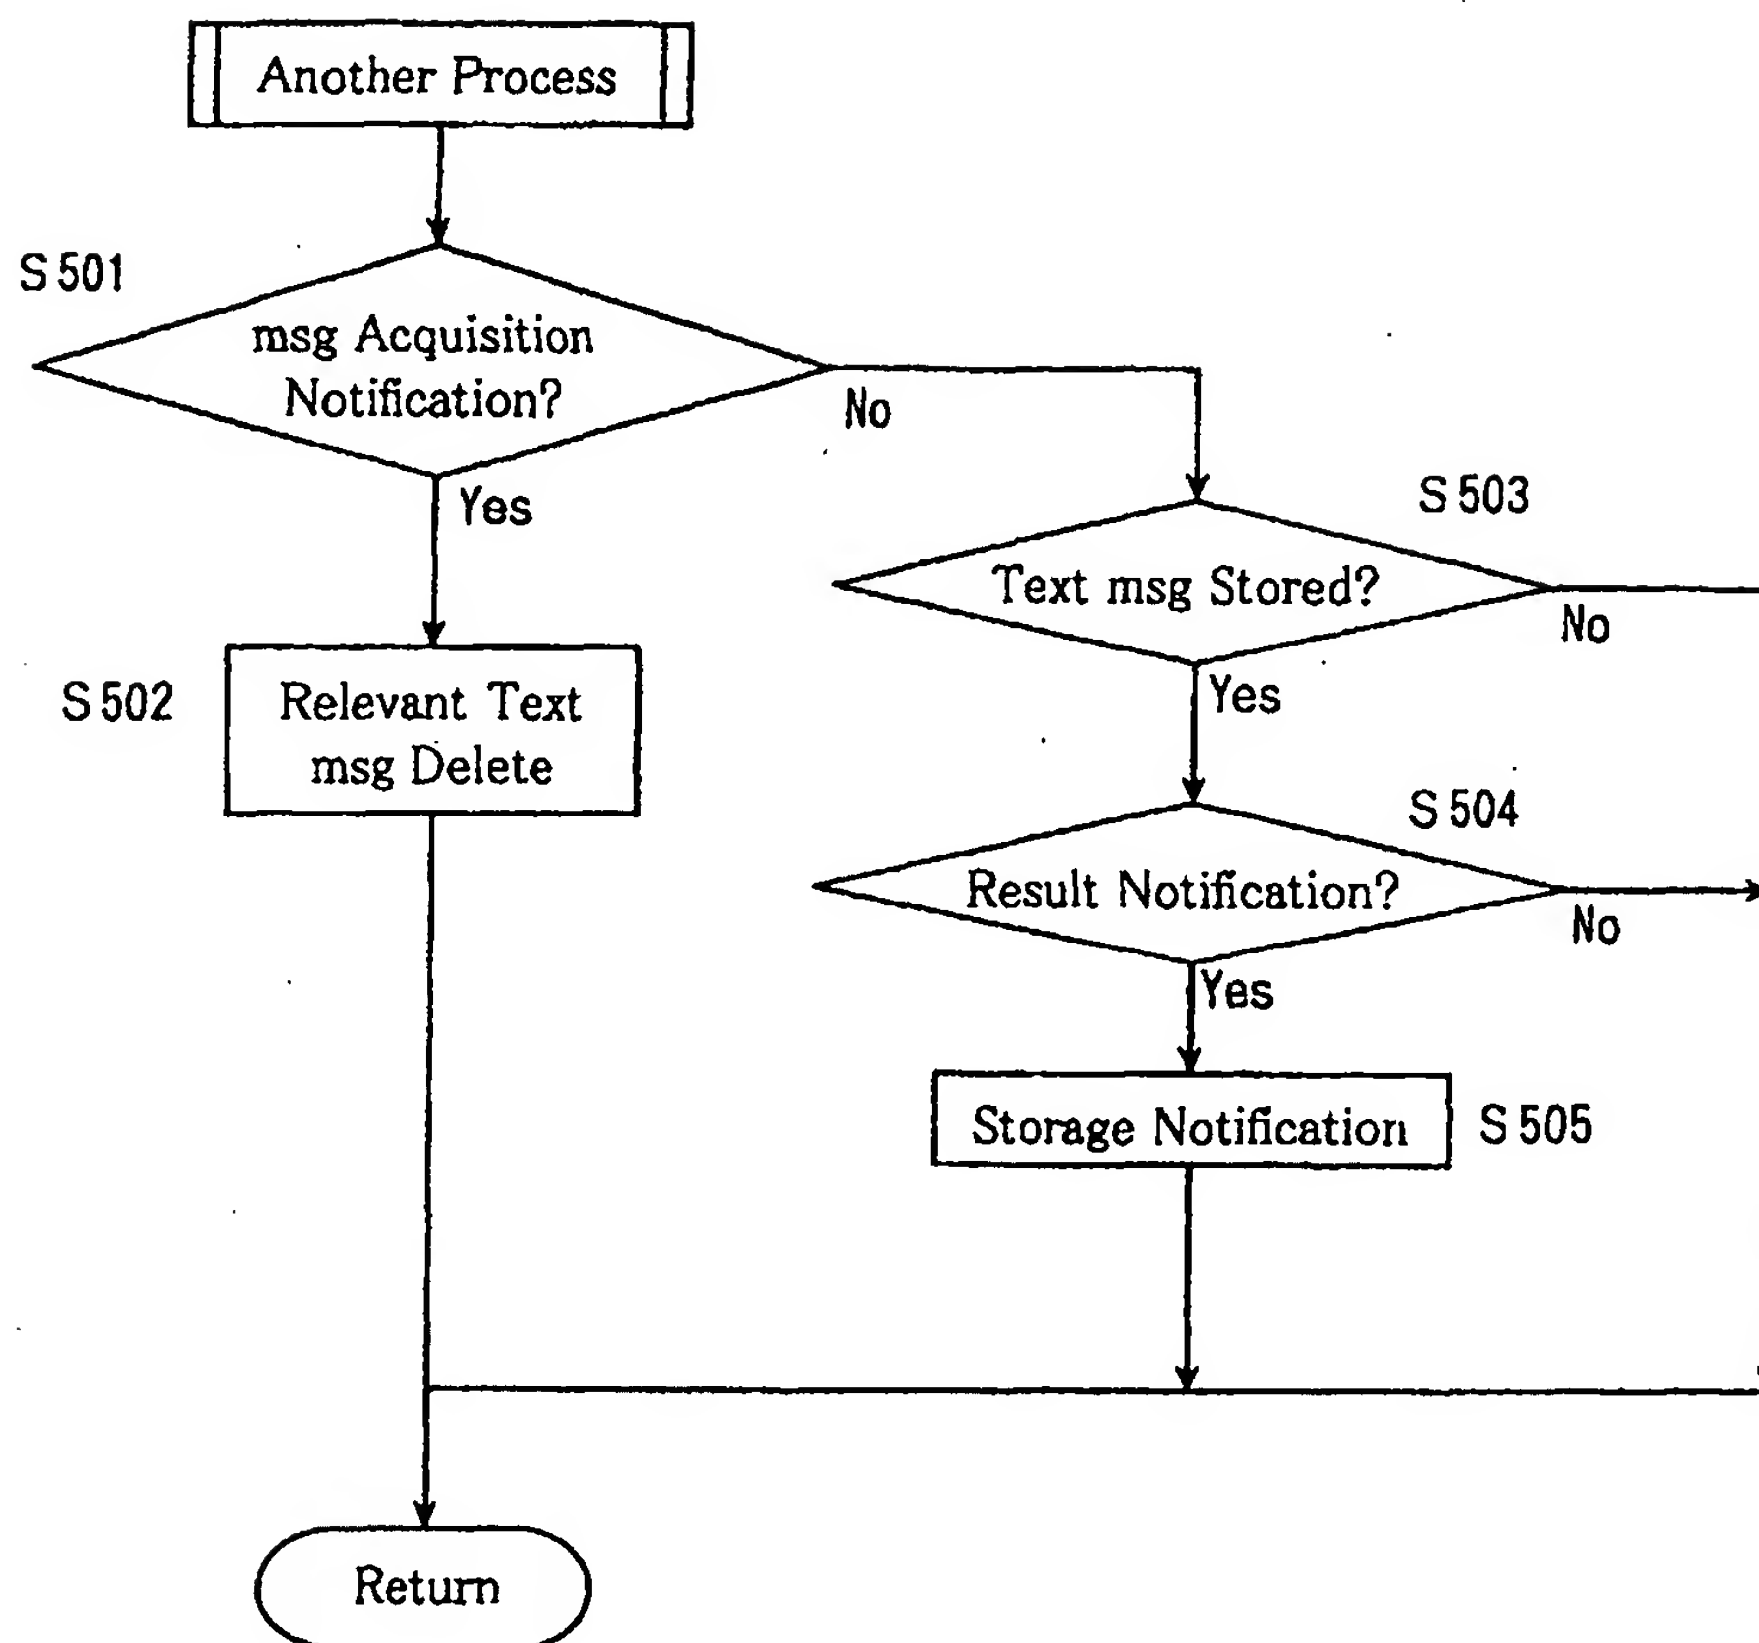 Another Process
S501
msg Acquisition
Notification?
No
Yes
S503
Text msg Stored?
No
S502
Relevant Text
msg Delete
Yes
S504
Result Notification?
No
Yes
Storage Notification
S505
Return